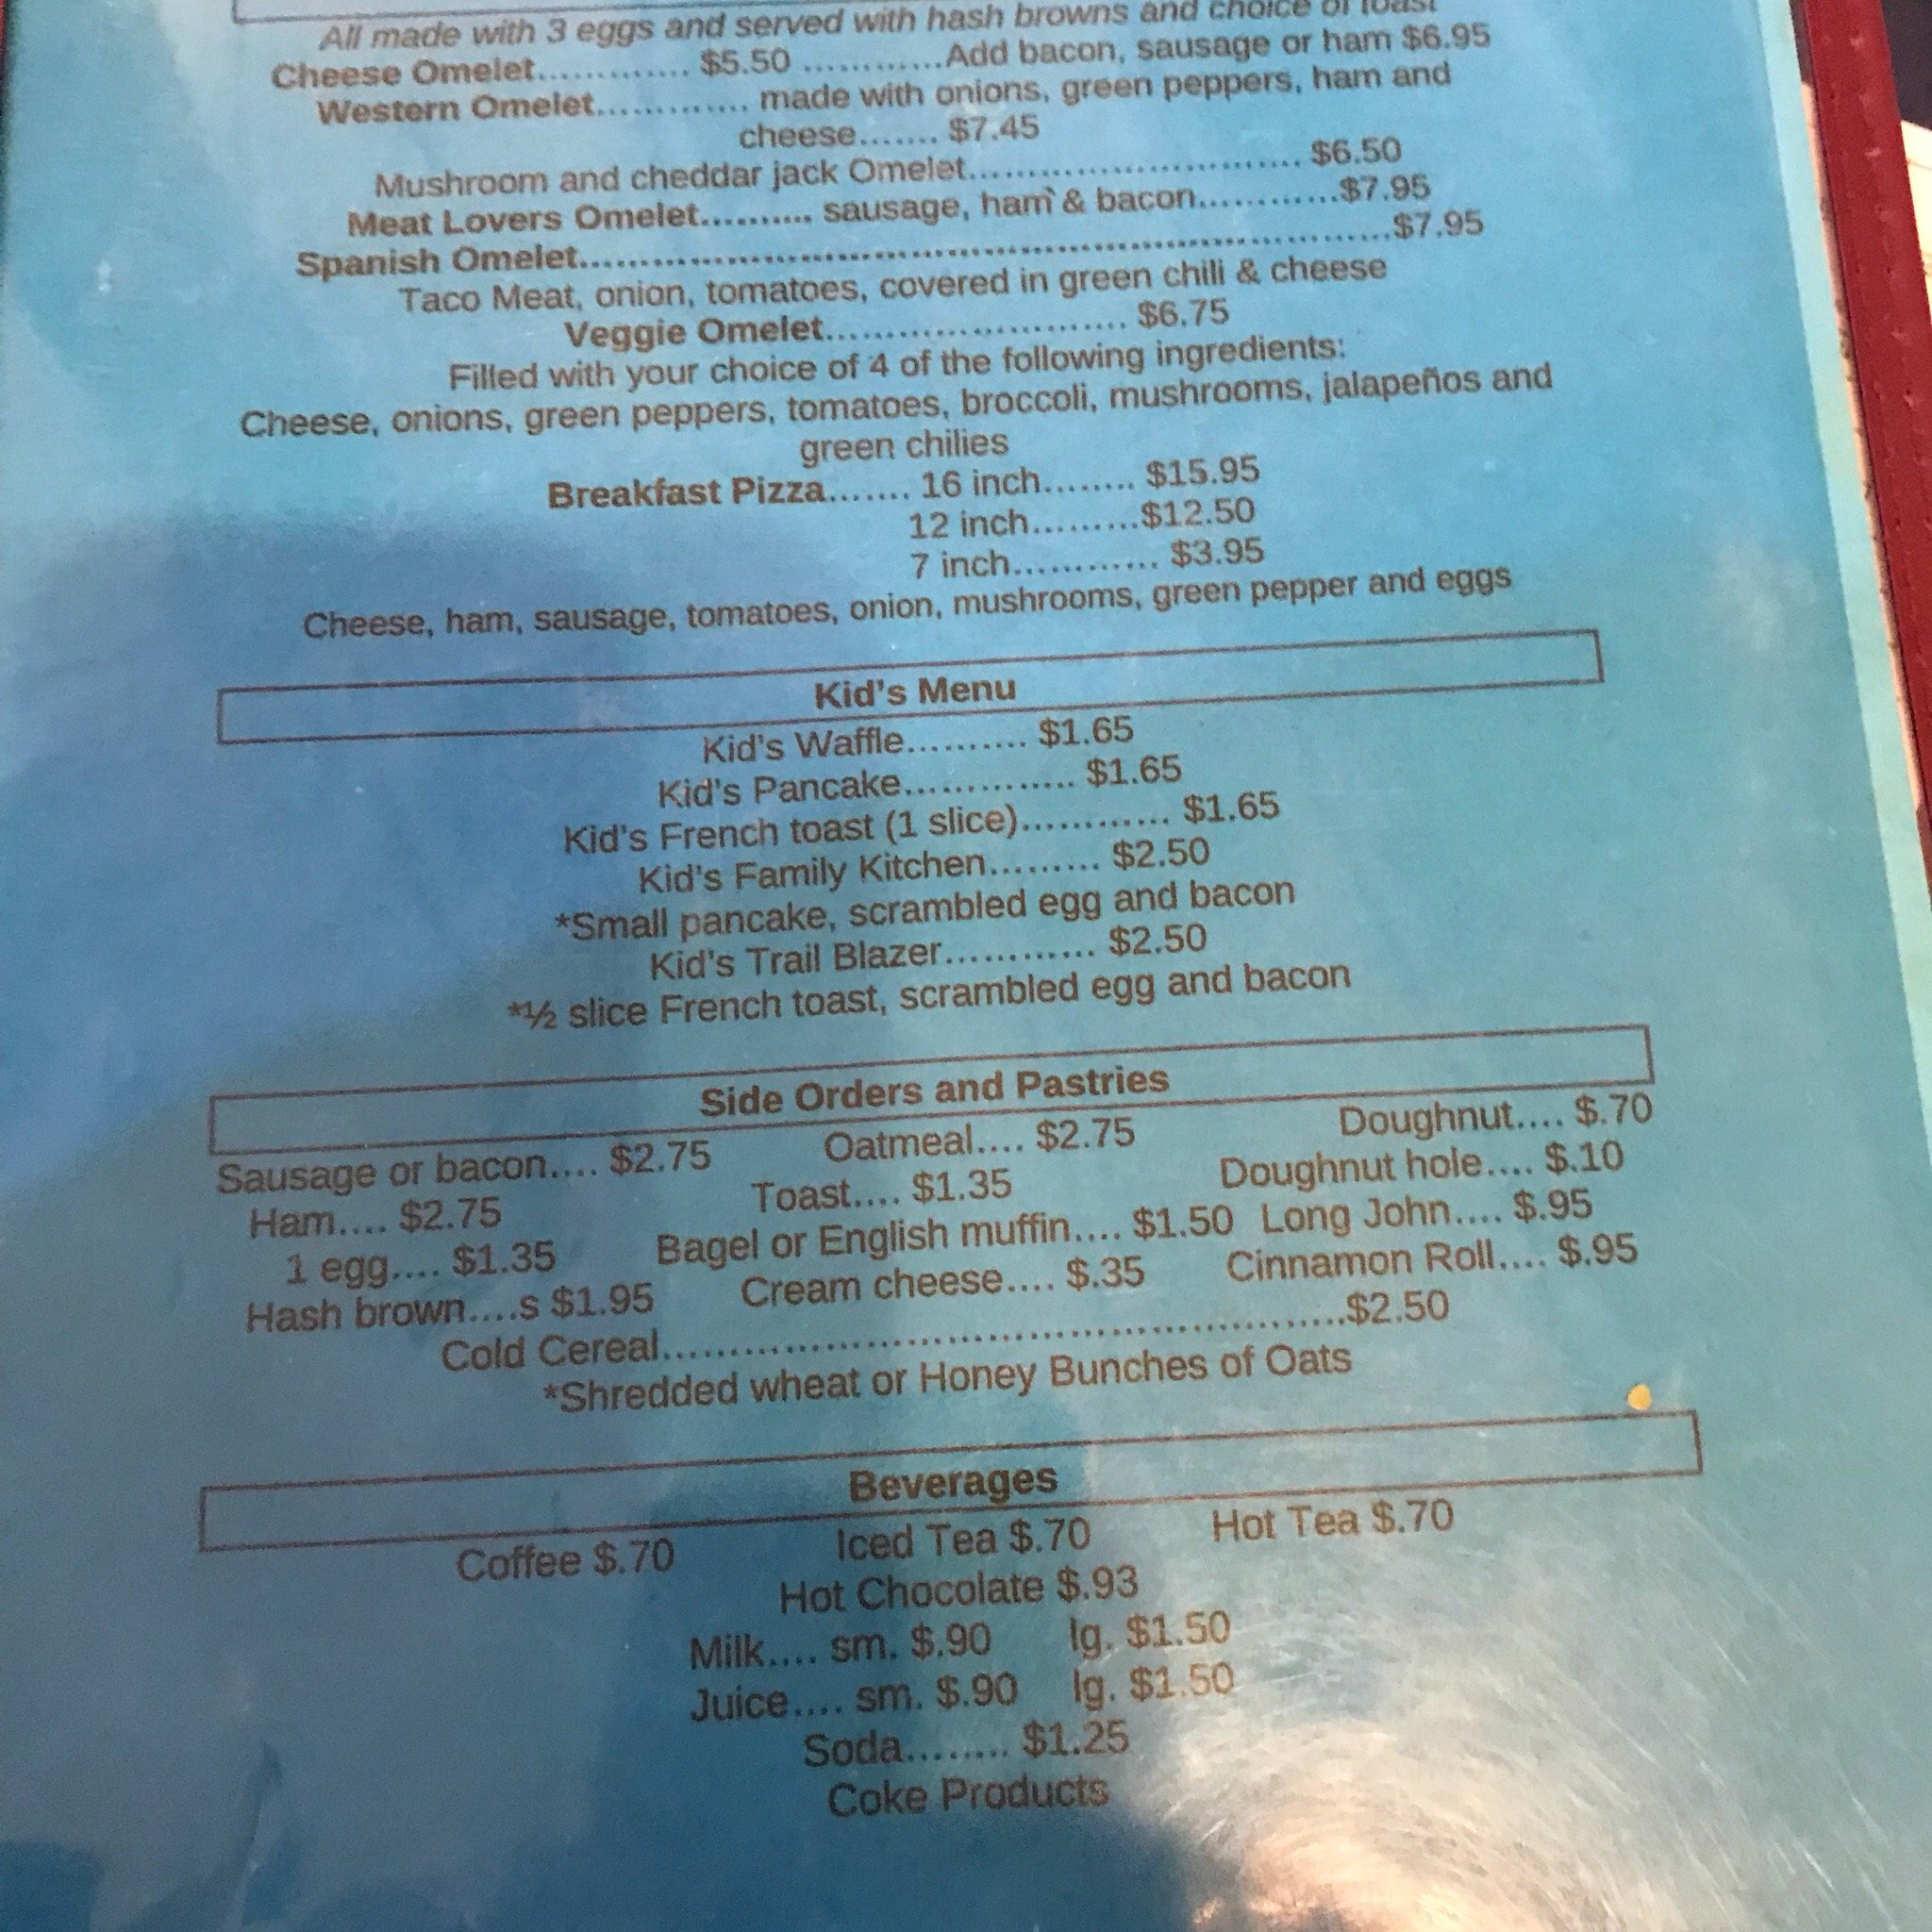 All made with 3 eggs and served with hash browns and choice of toast
Cheese Omelet............. $5.50 ............Add bacon, sausage or ham $6.95
Western Omelet............. made with onions, green peppers, ham and
cheese....... $7.45
Mushroom and cheddar jack Omelet............................ $6.50
Meat Lovers Omelet.......... sausage, ham & bacon............$7.95
Spanish Omelet.....................................................................$7.95
Taco Meat, onion, tomatoes, covered in green chili & cheese
Veggie Omelet.......................... $6.75
Filled with your choice of 4 of the following ingredients:
Cheese, onions, green peppers, tomatoes, broccoli, mushrooms, jalapeños and
green chilies
Breakfast Pizza....... 16 inch........ $15.95
12 inch.........$12.50
7 inch............ $3.95
Cheese, ham, sausage, tomatoes, onion, mushrooms, green pepper and eggs
Kid's Menu
Kid's Waffle.......... $1.65
Kid's Pancake.............. $1.65
Kid's French toast (1 slice)............ $1.65
Kid's Family Kitchen......... $2.50
*Small pancake, scrambled egg and bacon
Kid's Trail Blazer............ $2.50
*½ slice French toast, scrambled egg and bacon
Side Orders and Pastries
Sausage or bacon.... $2.75 Oatmeal.... $2.75 Doughnut.... $.70
Ham.... $2.75 Toast.... $1.35 Doughnut hole.... $.10
1 egg.... $1.35 Bagel or English muffin.... $1.50 Long John.... $.95
Hash brown....s $1.95 Cream cheese.... $.35 Cinnamon Roll.... $.95
Cold Cereal..........................................................$2.50
*Shredded wheat or Honey Bunches of Oats
Beverages
Coffee $.70 Iced Tea $.70 Hot Tea $.70
Hot Chocolate $.93
Milk.... sm. $.90 lg. $1.50
Juice.... sm. $.90 lg. $1.50
Soda........ $1.25
Coke Products